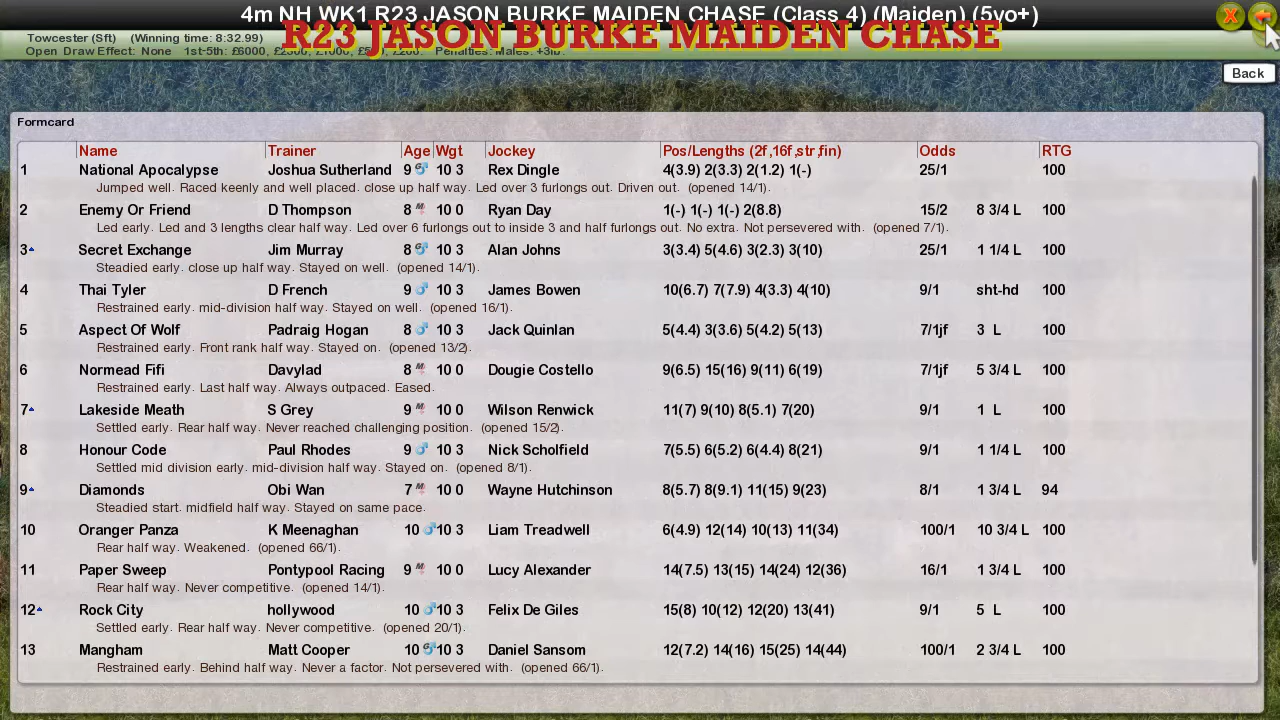 4m NH WK1 R23 JASON BURKE MAIDEN CHASE (Class 4) (Maiden) (5yo+)
R23 JASON BURKE MAIDEN CHASE
Towcester (Sft) (Winning time: 8:32.99)
Open Draw Effect: None 1st-5th: £6000, £1000, £200. Penalties: Males: +3lb.
Back
Formcard
Name Trainer Age Wgt Jockey Pos/Lengths (2f,16f,str,fin) Odds RTG
1 National Apocalypse Joshua Sutherland 9 10 3 Rex Dingle 4(3.9) 2(3.3) 2(1.2) 1(-) 25/1 100
Jumped well. Raced keenly and well placed. close up half way. Led over 3 furlongs out. Driven out. (opened 14/1).
2 Enemy Or Friend D Thompson 8 10 0 Ryan Day 1(-) 1(-) 1(-) 2(8.8) 15/2 8 3/4 L 100
Led early. Led and 3 lengths clear half way. Led over 6 furlongs out to inside 3 and half furlongs out. No extra. Not persevered with. (opened 7/1).
3 Secret Exchange Jim Murray 8 10 3 Alan Johns 3(3.4) 5(4.6) 3(2.3) 3(10) 25/1 1 1/4 L 100
Steadied early. close up half way. Stayed on well. (opened 14/1).
4 Thai Tyler D French 9 10 3 James Bowen 10(6.7) 7(7.9) 4(3.3) 4(10) 9/1 sht-hd 100
Restrained early. mid-division half way. Stayed on well. (opened 16/1).
5 Aspect Of Wolf Padraig Hogan 8 10 3 Jack Quinlan 5(4.4) 3(3.6) 5(4.2) 5(13) 7/1jf 3 L 100
Restrained early. Front rank half way. Stayed on. (opened 13/2).
6 Normead Fifi Davylad 8 10 0 Dougie Costello 9(6.5) 15(16) 9(11) 6(19) 7/1jf 5 3/4 L 100
Restrained early. Last half way. Always outpaced. Eased.
7 Lakeside Meath S Grey 9 10 0 Wilson Renwick 11(7) 9(10) 8(5.1) 7(20) 9/1 1 L 100
Settled early. Rear half way. Never reached challenging position. (opened 15/2).
8 Honour Code Paul Rhodes 9 10 3 Nick Scholfield 7(5.5) 6(5.2) 6(4.4) 8(21) 9/1 1 1/4 L 100
Settled mid division early. mid-division half way. Stayed on. (opened 8/1).
9 Diamonds Obi Wan 7 10 0 Wayne Hutchinson 8(5.7) 8(9.1) 11(15) 9(23) 8/1 1 3/4 L 94
Steadied start. midfield half way. Stayed on same pace.
10 Oranger Panza K Meenaghan 10 10 3 Liam Treadwell 6(4.9) 12(14) 10(13) 11(34) 100/1 10 3/4 L 100
Rear half way. Weakened. (opened 66/1).
11 Paper Sweep Pontypool Racing 9 10 0 Lucy Alexander 14(7.5) 13(15) 14(24) 12(36) 16/1 1 3/4 L 100
Rear half way. Never competitive. (opened 14/1).
12 Rock City hollywood 10 10 3 Felix De Giles 15(8) 10(12) 12(20) 13(41) 9/1 5 L 100
Settled early. Rear half way. Never competitive. (opened 20/1).
13 Mangham Matt Cooper 10 10 3 Daniel Sansom 12(7.2) 14(16) 15(25) 14(44) 100/1 2 3/4 L 100
Restrained early. Behind half way. Never a factor. Not persevered with. (opened 66/1).